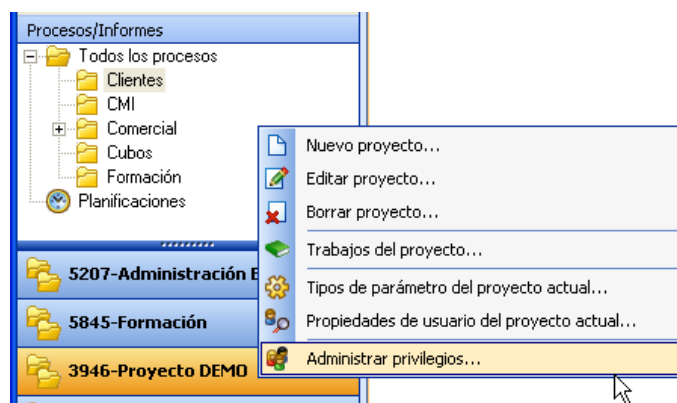 Procesos/Informes
Todos los procesos
Clientes
CMI
Comercial
Cubos
Formación
Planificaciones
Nuevo proyecto...
Editar proyecto...
Borrar proyecto...
Trabajos del proyecto...
Tipos de parámetro del proyecto actual...
Propiedades de usuario del proyecto actual...
Administrar privilegios...
5207-Administración
5845-Formación
3946-Proyecto DEMO